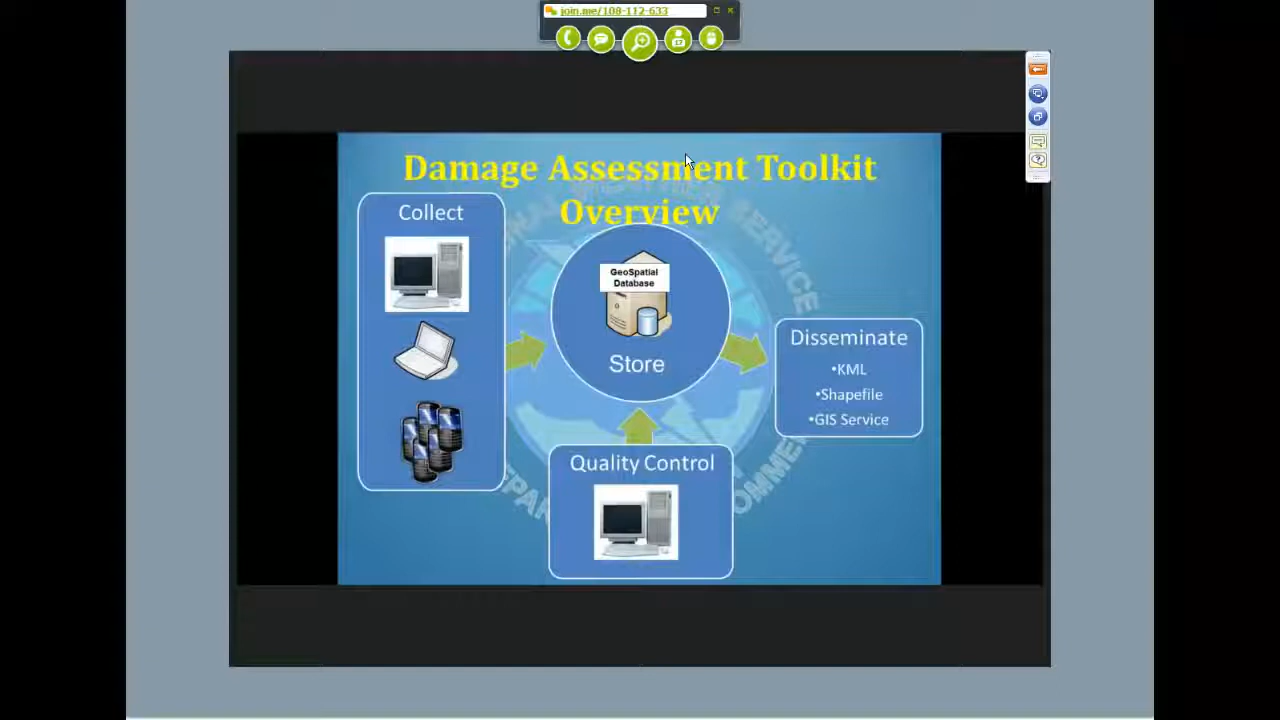 join.me/108-112-633
Damage Assessment Toolkit
Overview
Collect
GeoSpatial
Database
Store
Disseminate
•KML
•Shapefile
•GIS Service
Quality Control